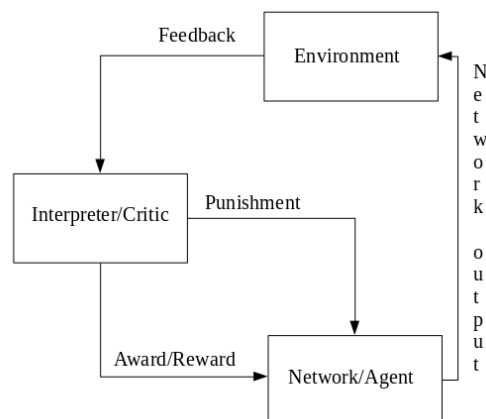 Feedback
Environment
Network output
Interpreter/Critic
Punishment
Award/Reward
Network/Agent